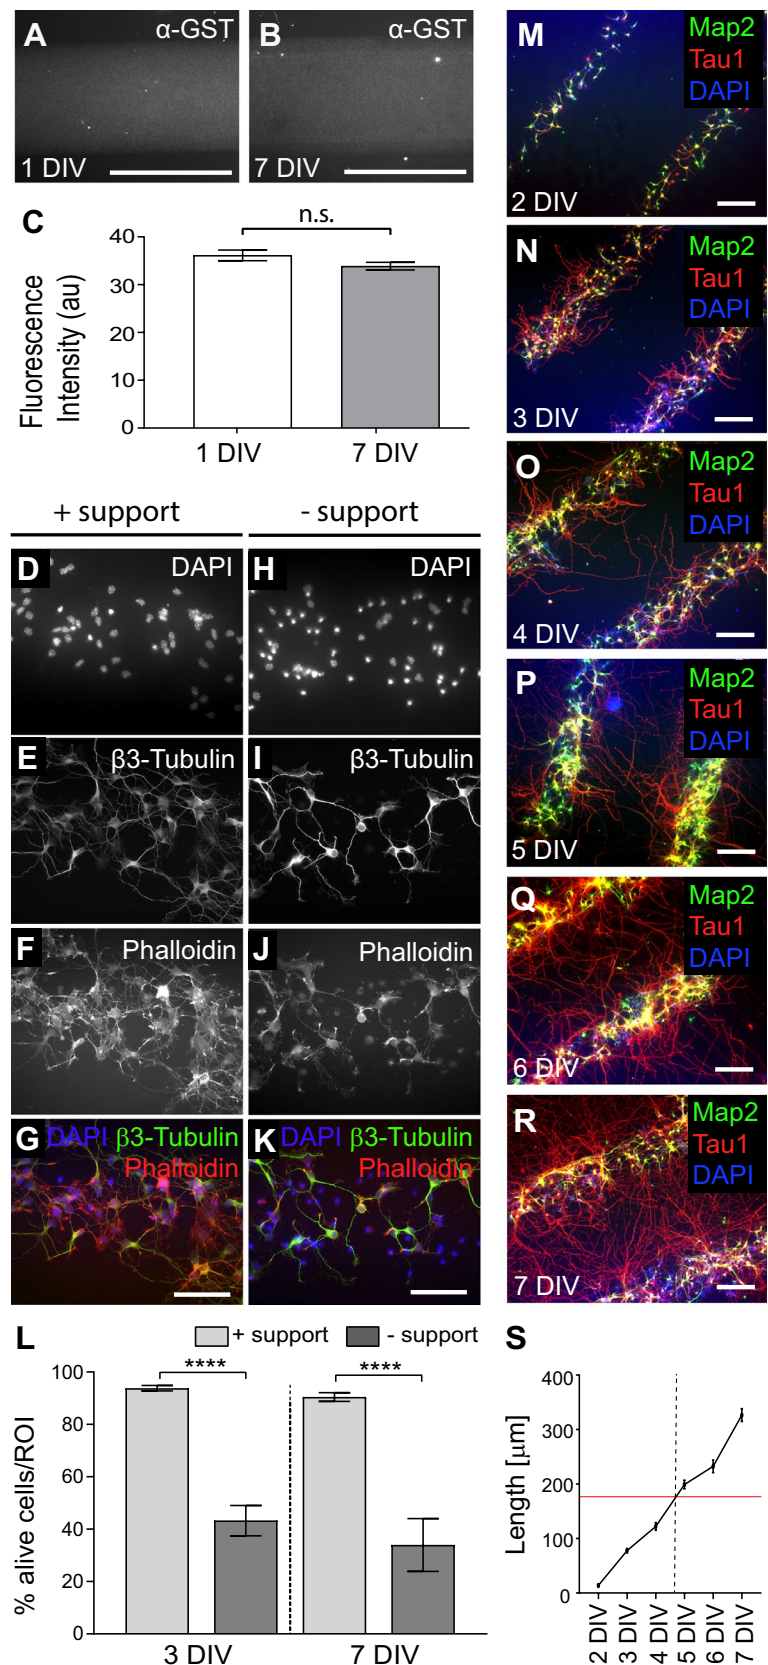 A α-GST
1 DIV
B α-GST
7 DIV
C
n.s.
Fluorescence
Intensity (au)
40
30
20
10
0
1 DIV 7 DIV
+ support - support
D DAPI
H DAPI
E β3-Tubulin
I β3-Tubulin
F Phalloidin
J Phalloidin
G DAPI β3-Tubulin
Phalloidin
K DAPI β3-Tubulin
Phalloidin
L
+ support - support
% alive cells/ROI
100
80
60
40
20
0
**** ****
3 DIV 7 DIV
M Map2
Tau1
DAPI
2 DIV
N Map2
Tau1
DAPI
3 DIV
O Map2
Tau1
DAPI
4 DIV
P Map2
Tau1
DAPI
5 DIV
Q Map2
Tau1
DAPI
6 DIV
R Map2
Tau1
DAPI
7 DIV
S
Length [μm]
400
300
200
100
0
2 DIV
3 DIV
4 DIV
5 DIV
6 DIV
7 DIV